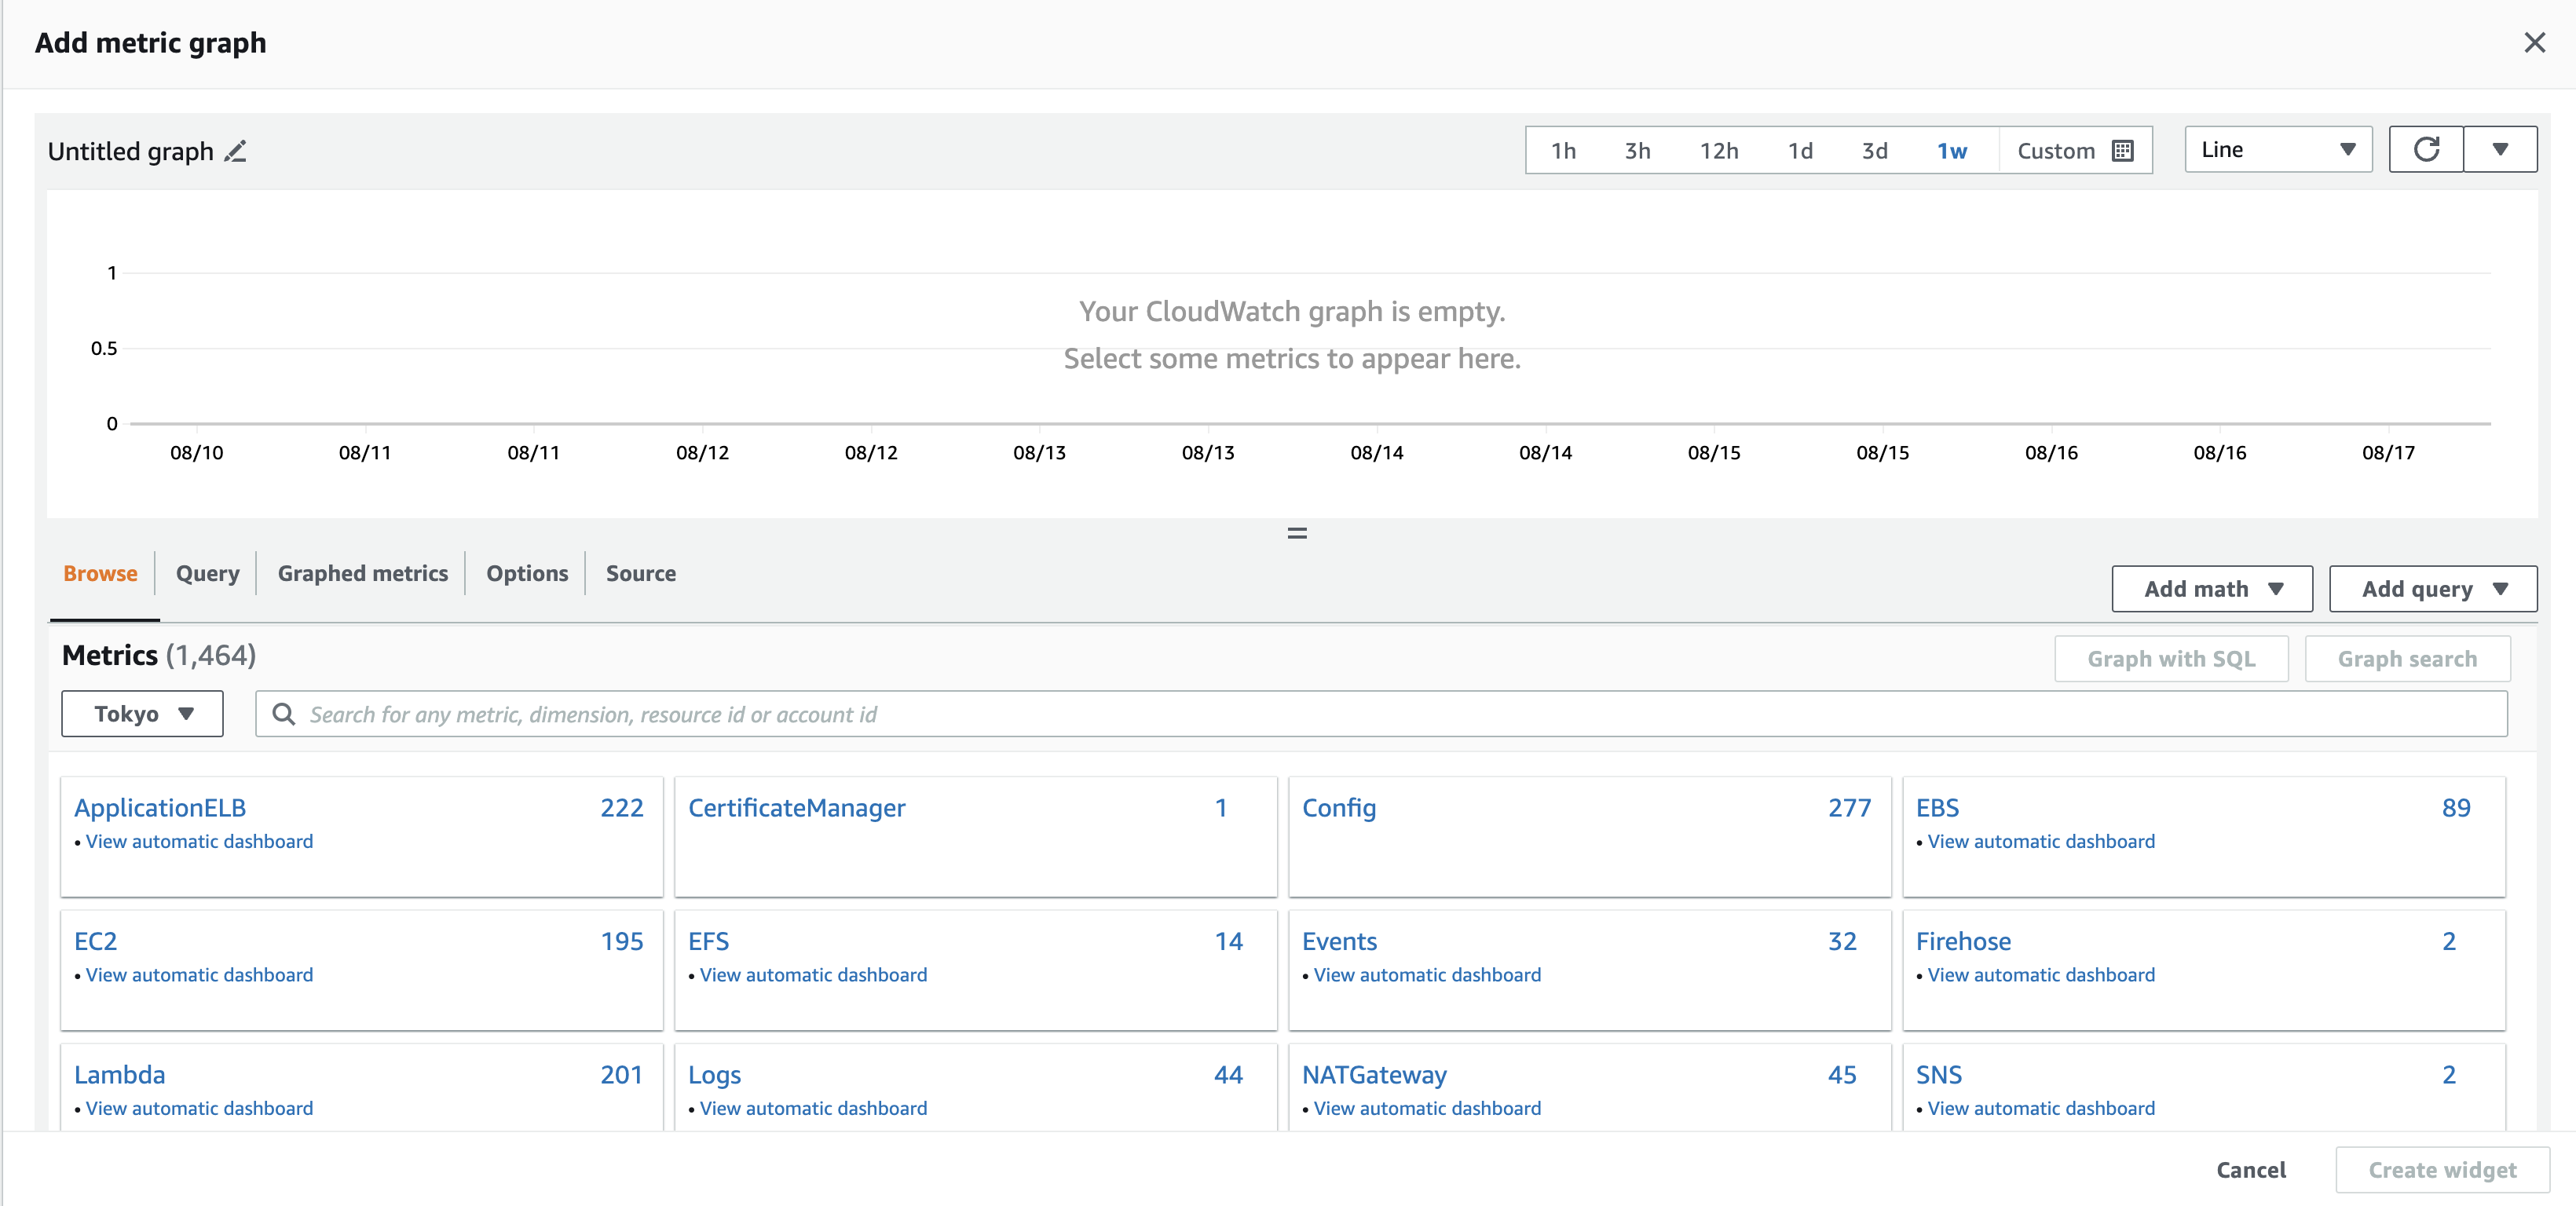 Add metric graph
Untitled graph
1h 3h 12h 1d 3d 1w Custom Line
1
Your CloudWatch graph is empty.
0.5
Select some metrics to appear here.
0
08/10 08/11 08/11 08/12 08/12 08/13 08/13 08/14 08/14 08/15 08/15 08/16 08/16 08/17
Browse Query Graphed metrics Options Source
Add math Add query
Metrics (1,464)
Graph with SQL Graph search
Tokyo Search for any metric, dimension, resource id or account id
ApplicationELB 222 CertificateManager 1 Config 277 EBS 89
• View automatic dashboard • View automatic dashboard
EC2 195 EFS 14 Events 32 Firehose 2
• View automatic dashboard • View automatic dashboard • View automatic dashboard • View automatic dashboard
Lambda 201 Logs 44 NATGateway 45 SNS 2
• View automatic dashboard • View automatic dashboard • View automatic dashboard • View automatic dashboard
Cancel Create widget